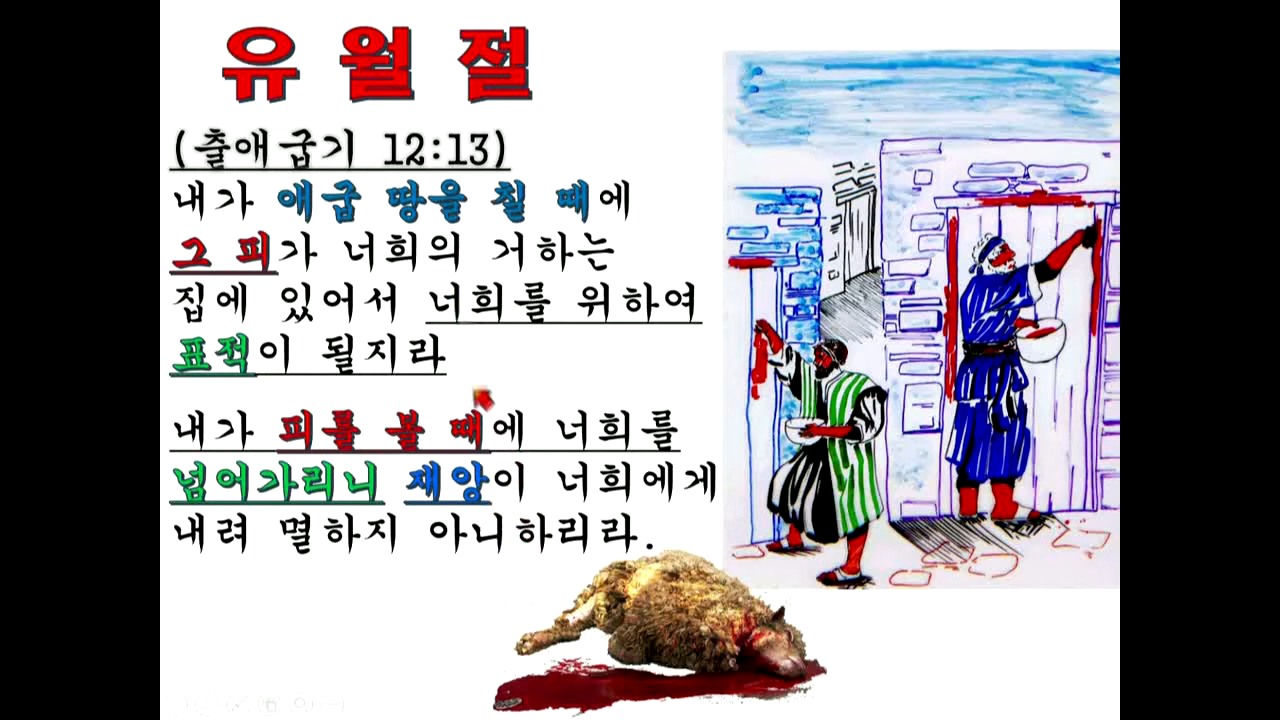 유월절
(출애굽기 12:13)
내가 애굽 땅을 칠 때에
그 피가 너희의 거하는
집에 있어서 너희를 위하여
표적이 될지라
내가 피를 볼 때에 너희를
넘어가리니 재앙이 너희에게
내려 멸하지 아니하리라.